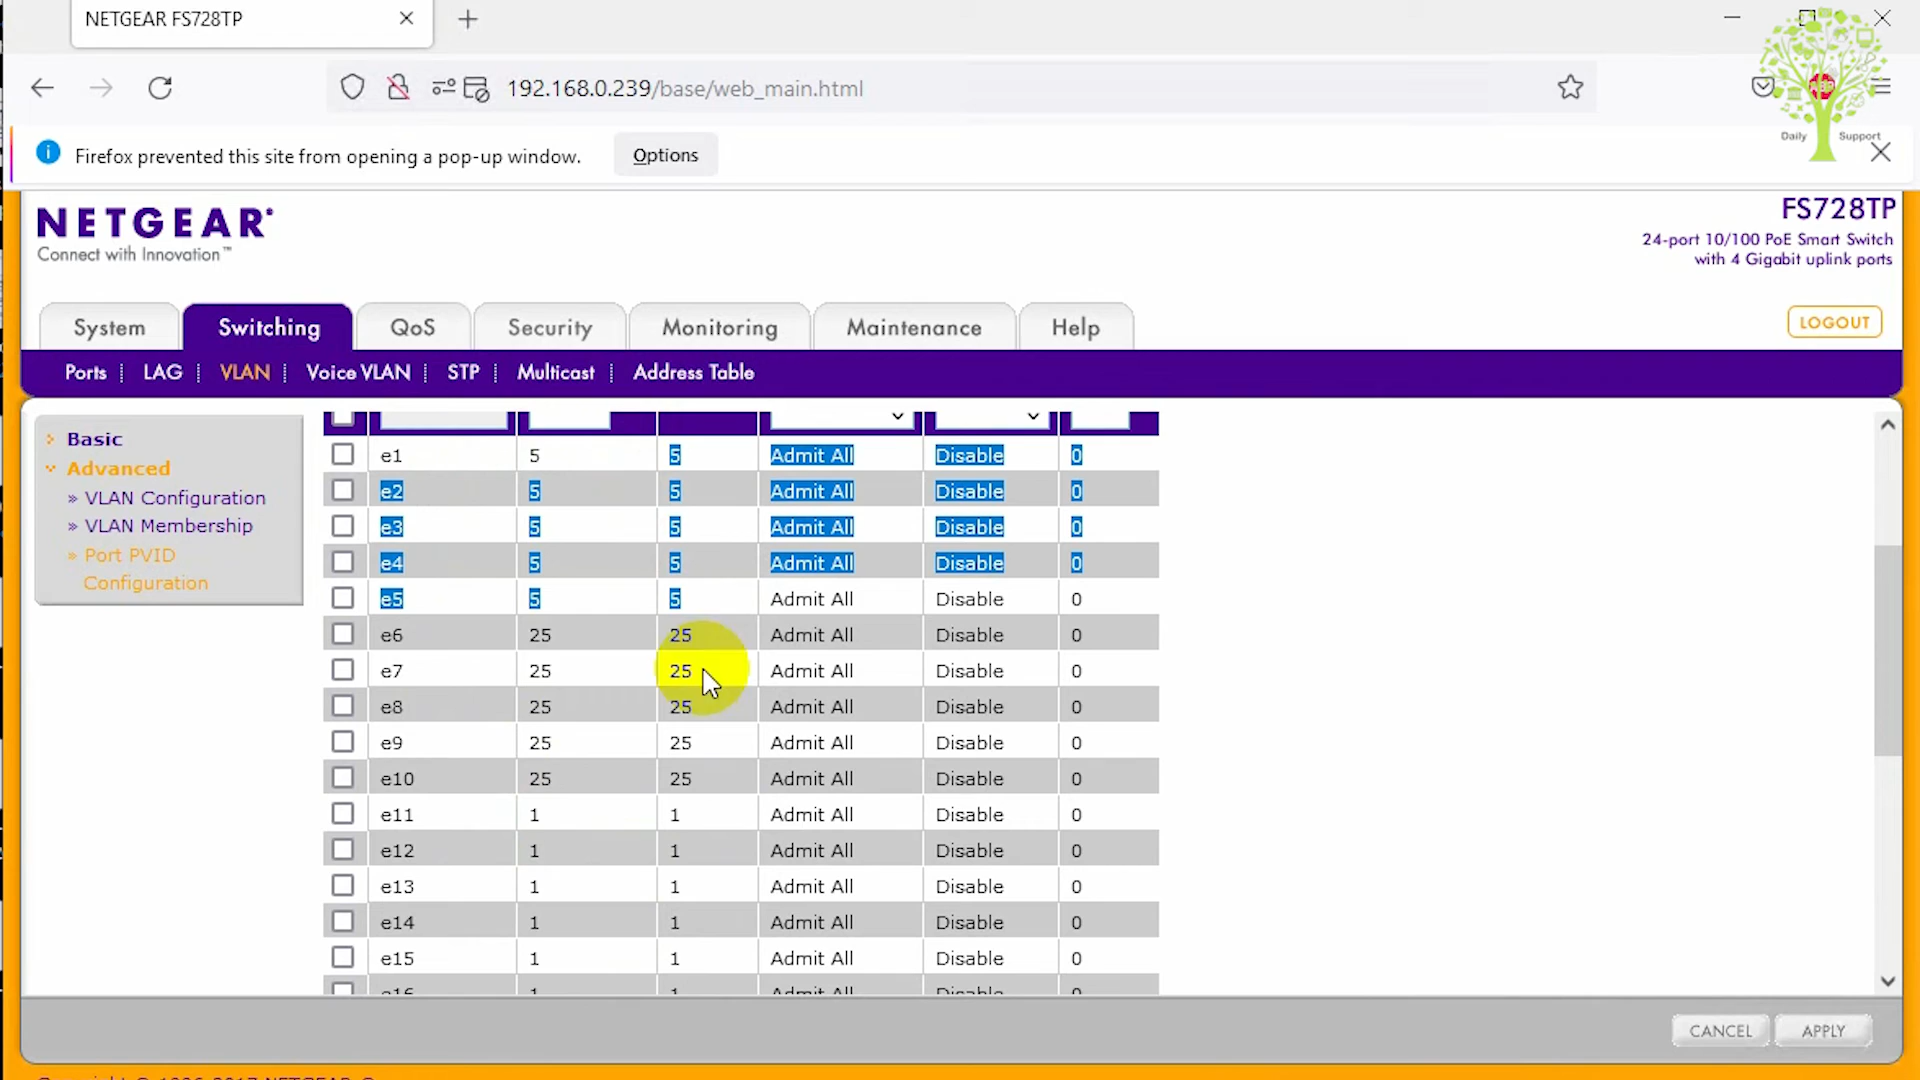 NETGEAR FS728TP
192.168.0.239/base/web_main.html
Daily Support
Firefox prevented this site from opening a pop-up window. Options
NETGEAR
Connect with Innovation™
FS728TP
24-port 10/100 PoE Smart Switch
with 4 Gigabit uplink ports
System Switching QoS Security Monitoring Maintenance Help
LOGOUT
Ports LAG VLAN Voice VLAN STP Multicast Address Table
Basic
Advanced
» VLAN Configuration
» VLAN Membership
» Port PVID
Configuration
e1 5 5 Admit All Disable 0
e2 5 5 Admit All Disable 0
e3 5 5 Admit All Disable 0
e4 5 5 Admit All Disable 0
e5 5 5 Admit All Disable 0
e6 25 25 Admit All Disable 0
e7 25 25 Admit All Disable 0
e8 25 25 Admit All Disable 0
e9 25 25 Admit All Disable 0
e10 25 25 Admit All Disable 0
e11 1 1 Admit All Disable 0
e12 1 1 Admit All Disable 0
e13 1 1 Admit All Disable 0
e14 1 1 Admit All Disable 0
e15 1 1 Admit All Disable 0
e16 1 1 Admit All Disable 0
CANCEL APPLY